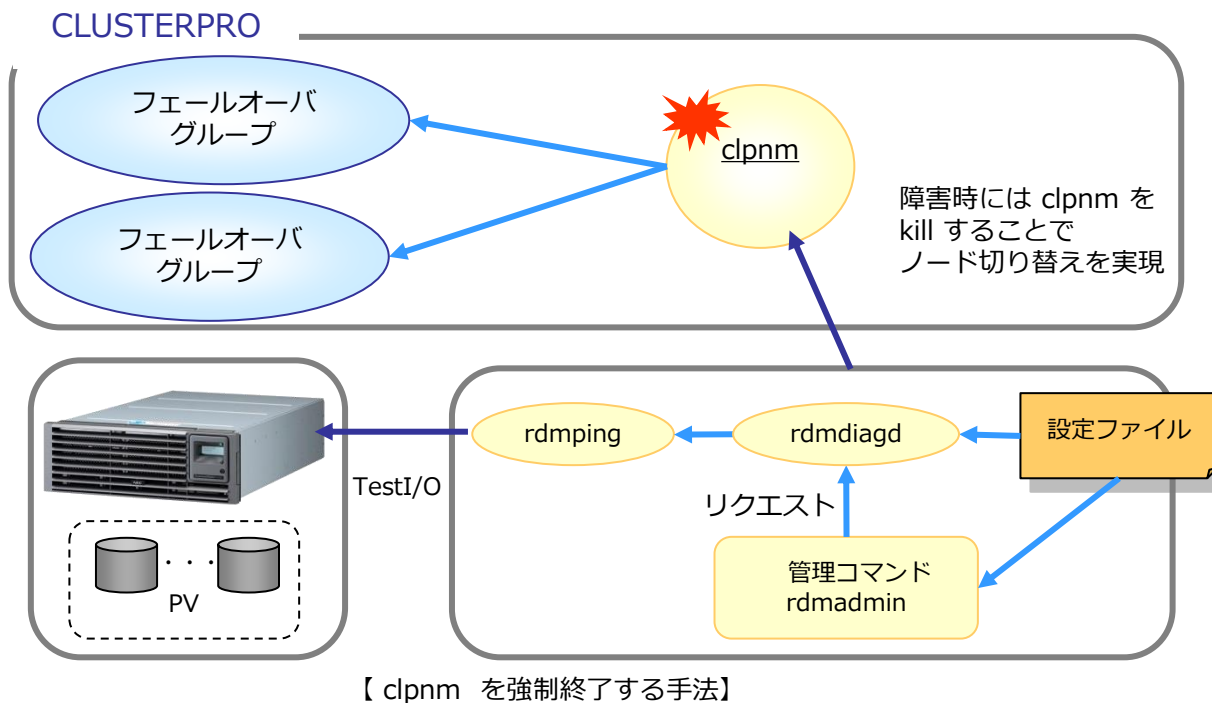 CLUSTERPRO
フェールオーバ
グループ
フェールオーバ
グループ
clpnm
障害時には clpnm を
kill することで
ノード切り替えを実現
rdmping
rdmdiagd
設定ファイル
TestI/O
リクエスト
・・・
PV
管理コマンド
rdmadmin
【 clpnm を強制終了する手法】